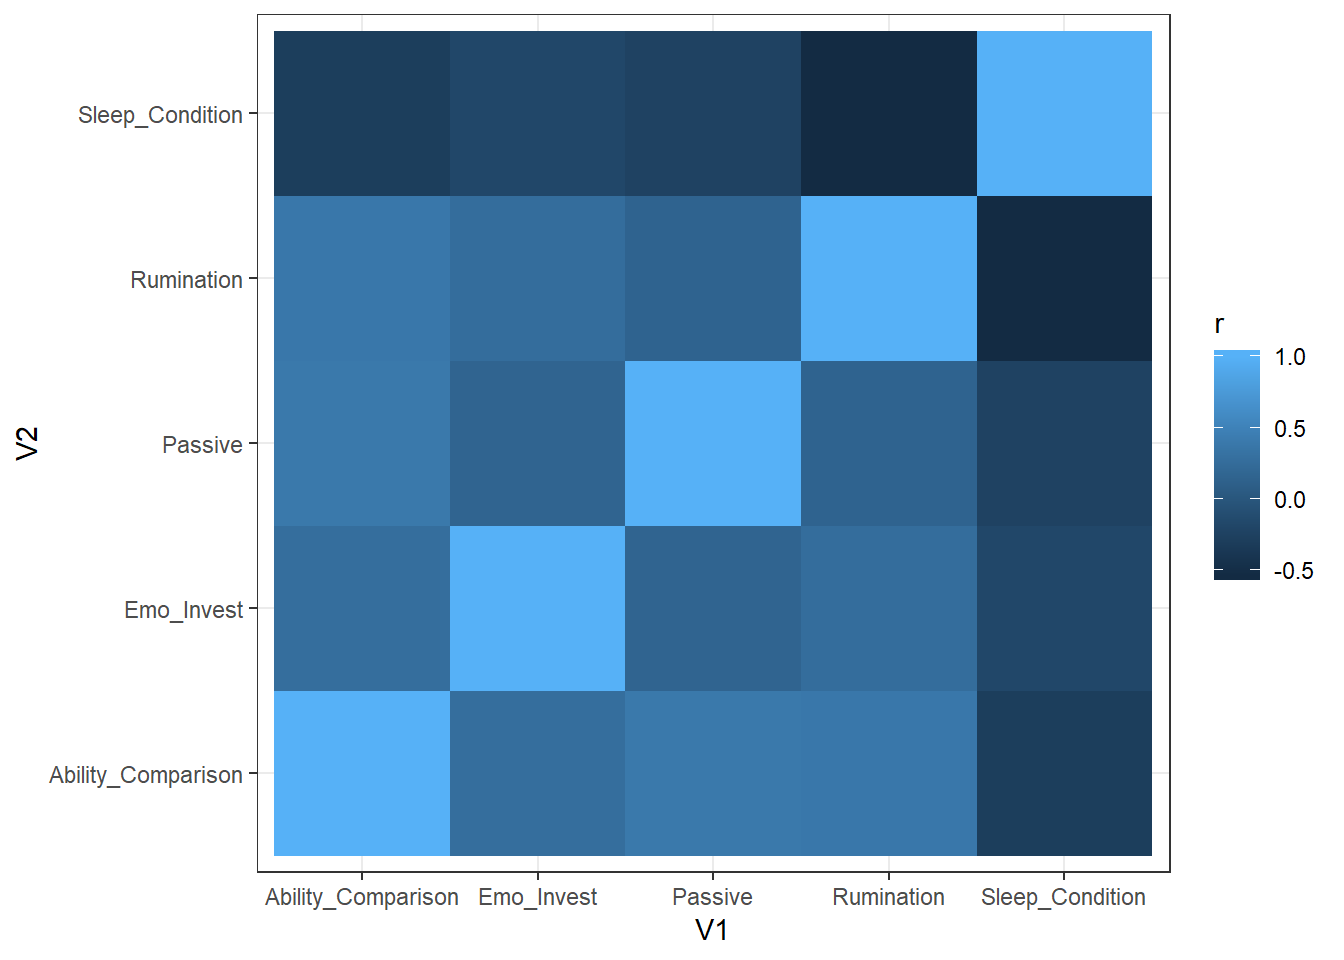 Sleep_Condition
Rumination
Passive
Emo_Invest
Ability_Comparison
V2
Ability_Comparison Emo_Invest Passive Rumination Sleep_Condition
V1
r
1.0
0.5
0.0
-0.5